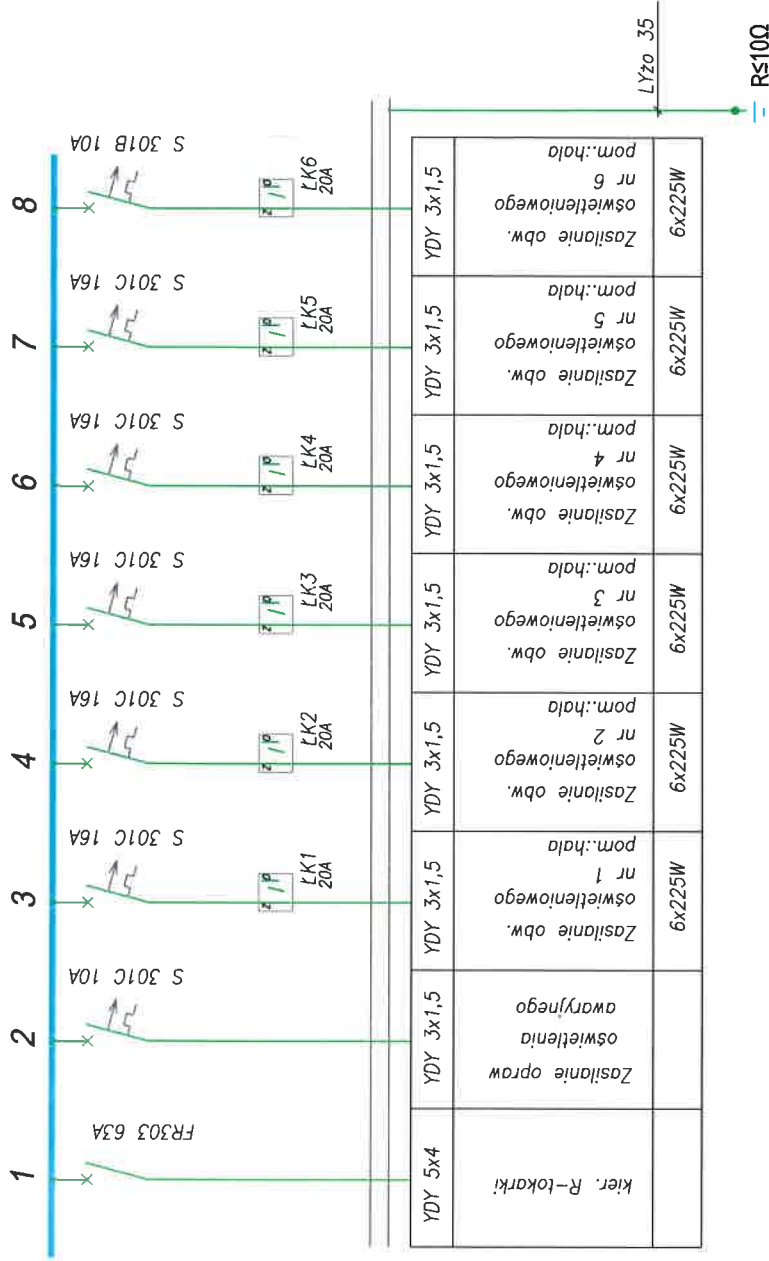 1
2
3
4
5
6
7
8
FR303 63A
S 301C 10A
S 301C 16A
S 301C 16A
S 301C 16A
S 301C 16A
S 301C 16A
S 301B 10A
z
d
ŁK1
20A
z
d
ŁK2
20A
z
d
ŁK3
20A
z
d
ŁK4
20A
z
d
ŁK5
20A
z
d
ŁK6
20A
YDY 5x4
kier. R-tokarki
YDY 3x1,5
Zasilanie opraw
oświetlenia
awaryjnego
YDY 3x1,5
Zasilanie obw.
oświetleniowego
nr 1
pom.:hala
6x225W
YDY 3x1,5
Zasilanie obw.
oświetleniowego
nr 2
pom.:hala
6x225W
YDY 3x1,5
Zasilanie obw.
oświetleniowego
nr 3
pom.:hala
6x225W
YDY 3x1,5
Zasilanie obw.
oświetleniowego
nr 4
pom.:hala
6x225W
YDY 3x1,5
Zasilanie obw.
oświetleniowego
nr 5
pom.:hala
6x225W
YDY 3x1,5
Zasilanie obw.
oświetleniowego
nr 6
pom.:hala
6x225W
LYżo 35
R≤10Ω